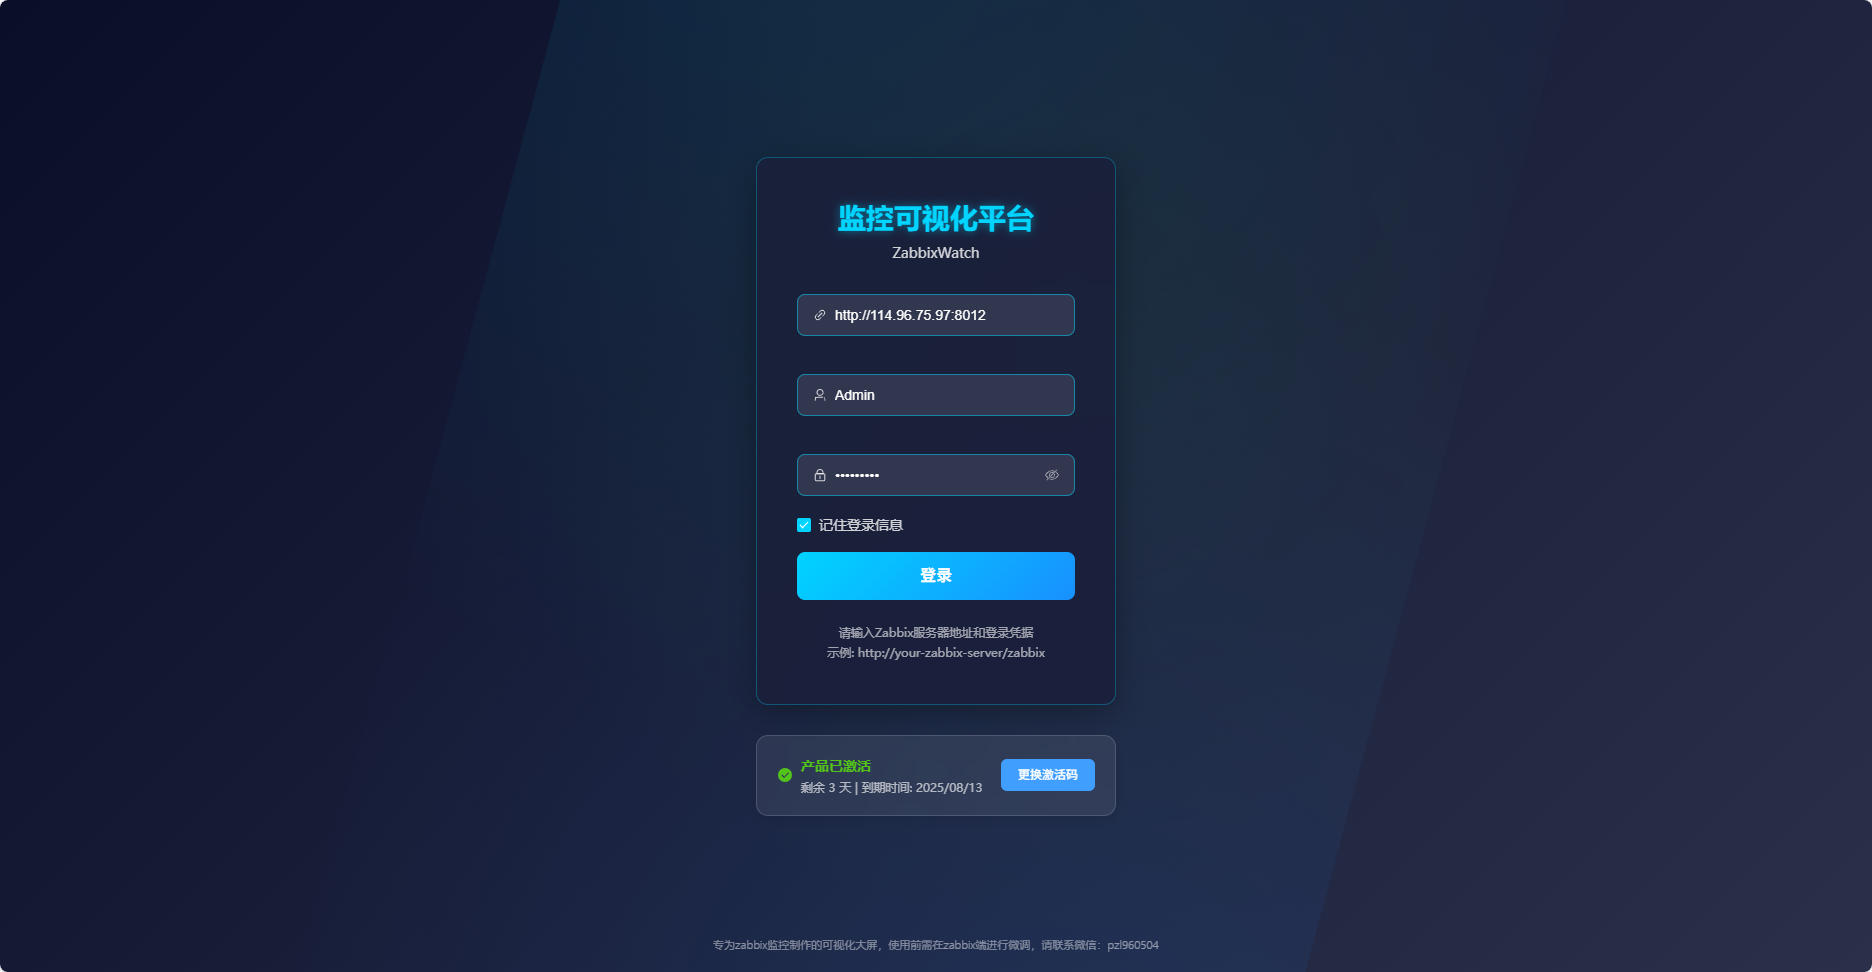 监控可视化平台
ZabbixWatch
http://114.96.75.97:8012
Admin
•••••••••
记住登录信息
登录
请输入Zabbix服务器地址和登录凭据
示例: http://your-zabbix-server/zabbix
产品已激活
剩余 3 天 | 到期时间: 2025/08/13
更换激活码
专为zabbix监控制作的可视化大屏，使用前需在zabbix端进行微调，请联系微信：pzl960504